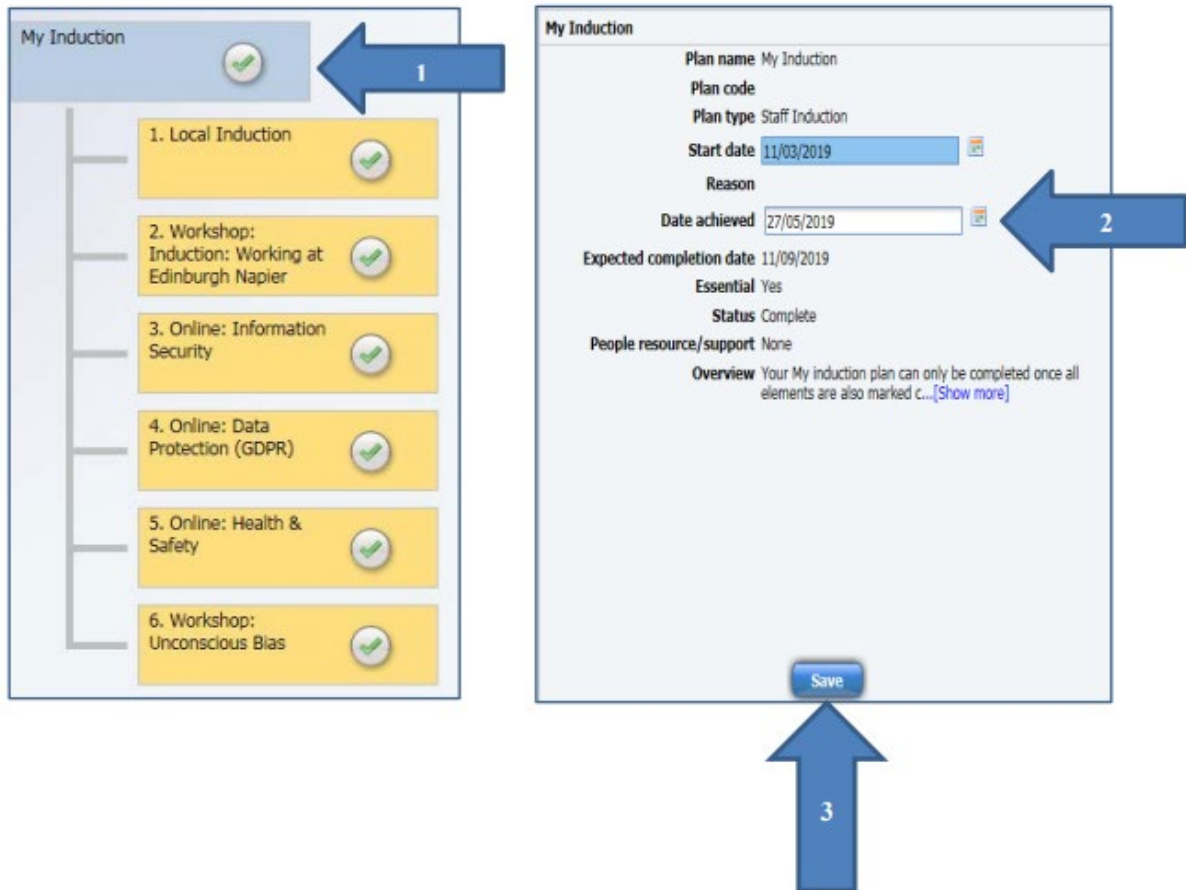 My Induction
1
1. Local Induction
2. Workshop:
Induction: Working at
Edinburgh Napier
3. Online: Information
Security
4. Online: Data
Protection (GDPR)
5. Online: Health &
Safety
6. Workshop:
Unconscious Bias
My Induction
Plan name My Induction
Plan code
Plan type Staff Induction
Start date 11/03/2019
Reason
Date achieved 27/05/2019
2
Expected completion date 11/09/2019
Essential Yes
Status Complete
People resource/support None
Overview Your My induction plan can only be completed once all
elements are also marked c...[Show more]
Save
3